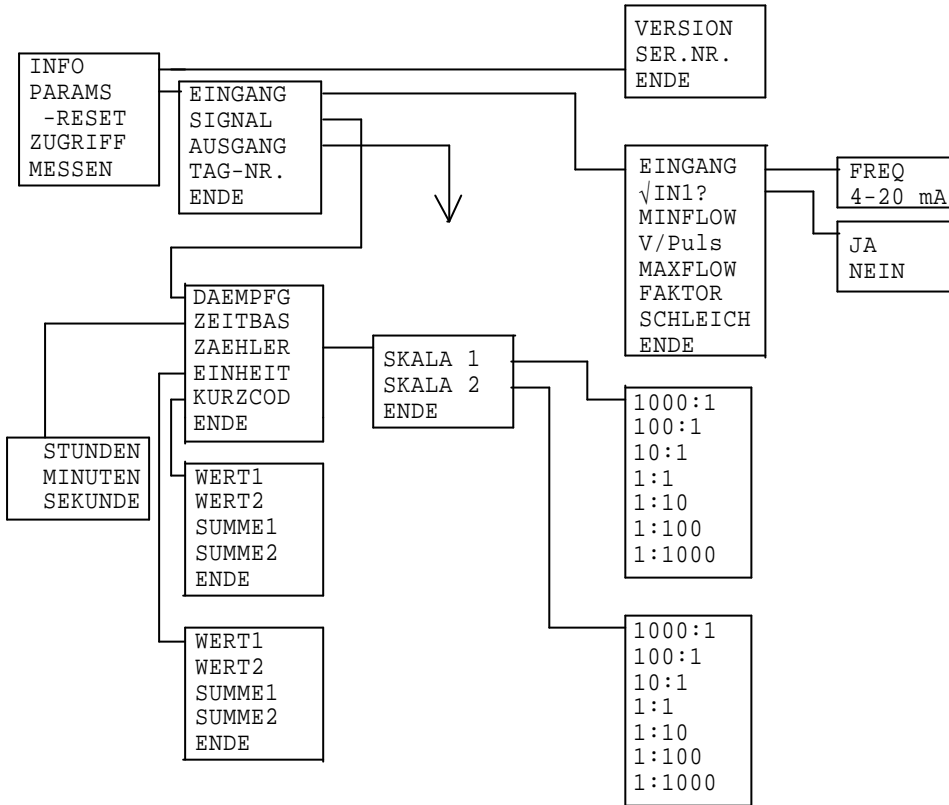 INFO
PARAMS
-RESET
ZUGRIFF
MESSEN
EINGANG
SIGNAL
AUSGANG
TAG-NR.
ENDE
VERSION
SER.NR.
ENDE
EINGANG
√IN1?
MINFLOW
V/Puls
MAXFLOW
FAKTOR
SCHLEICH
ENDE
FREQ
4-20 mA
JA
NEIN
DAEMPFG
ZEITBAS
ZAEHLER
EINHEIT
KURZCOD
ENDE
STUNDEN
MINUTEN
SEKUNDE
SKALA 1
SKALA 2
ENDE
1000:1
100:1
10:1
1:1
1:10
1:100
1:1000
WERT1
WERT2
SUMME1
SUMME2
ENDE
WERT1
WERT2
SUMME1
SUMME2
ENDE
1000:1
100:1
10:1
1:1
1:10
1:100
1:1000